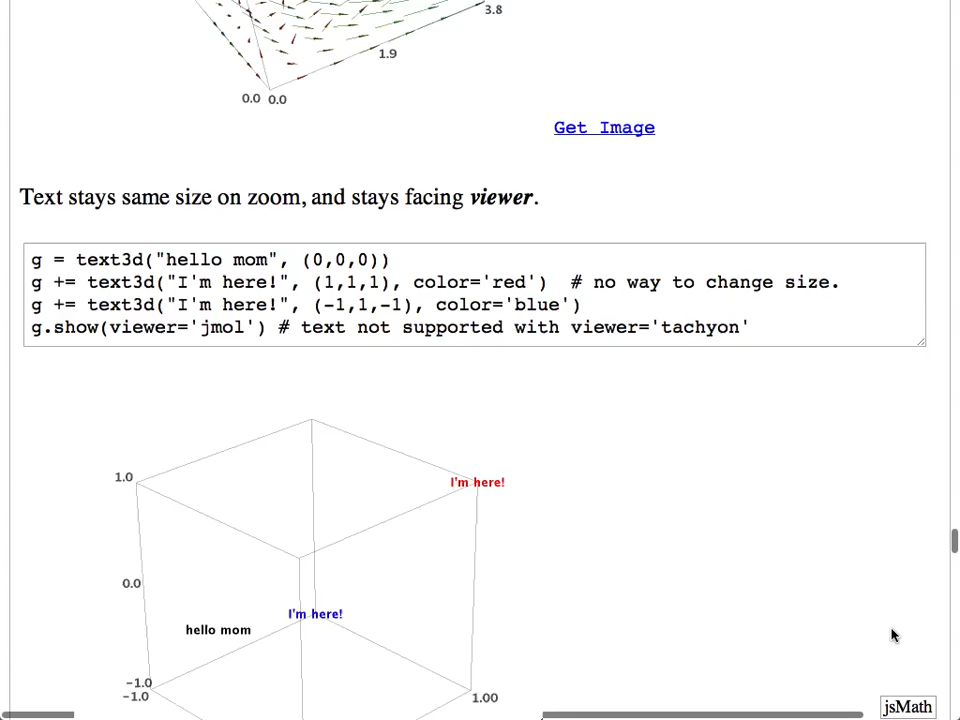 3.8
1.9
0.0 0.0
Get Image
Text stays same size on zoom, and stays facing viewer.
g = text3d("hello mom", (0,0,0))
g += text3d("I'm here!", (1,1,1), color='red')  # no way to change size.
g += text3d("I'm here!", (-1,1,-1), color='blue')
g.show(viewer='jmol') # text not supported with viewer='tachyon'
1.0
I'm here!
0.0
I'm here!
hello mom
-1.0
-1.0
1.00
jsMath